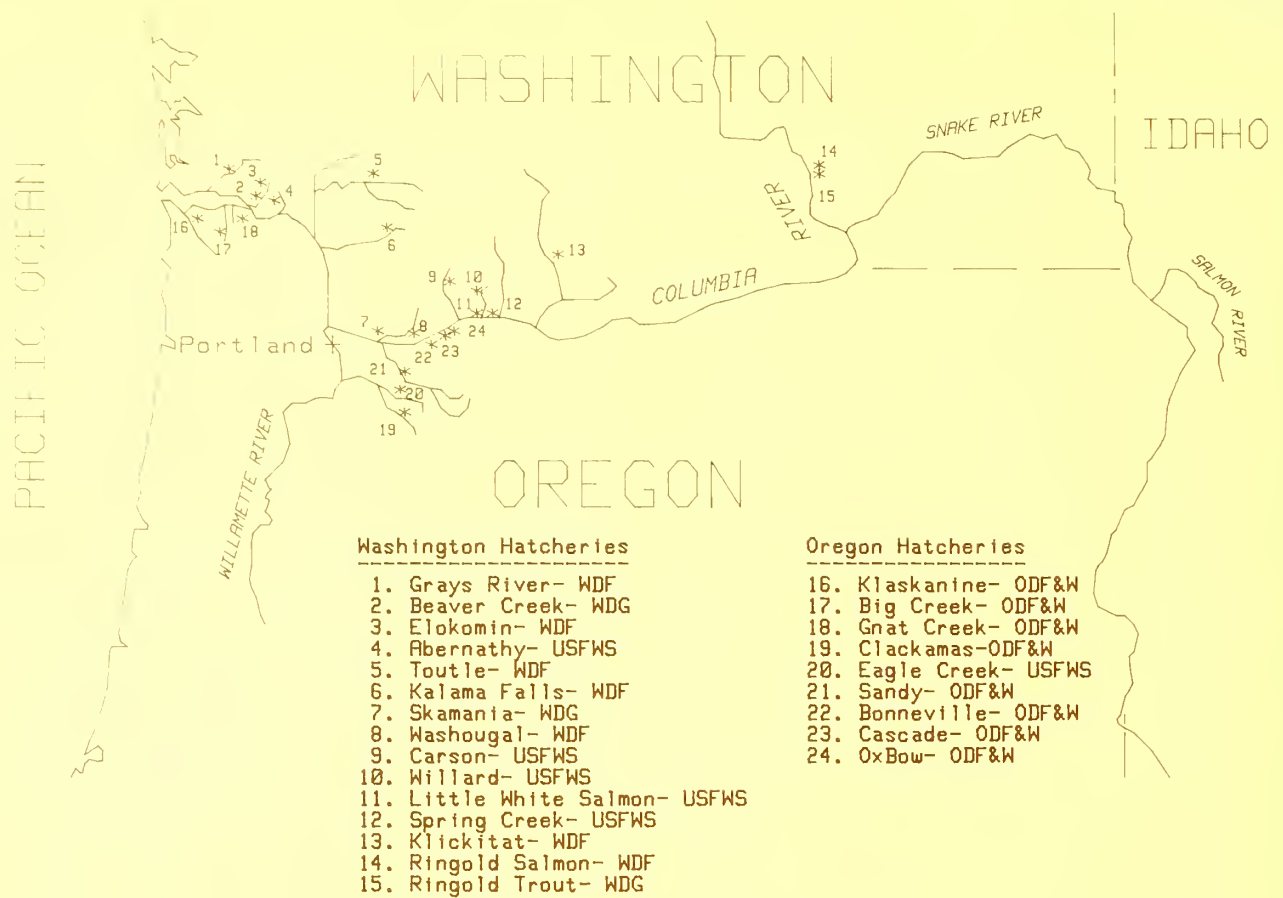 WASHINGTON
IDAHO
PACIFIC OCEAN
SNAKE RIVER
SALMON RIVER
COLUMBIA RIVER
WILLAMETTE RIVER
Portland
OREGON
1
2
3
4
5
6
7
8
9
10
11
12
13
14
15
16
17
18
19
20
21
22
23
24
Washington Hatcheries
1. Grays River- WDF
2. Beaver Creek- WDG
3. Elokomin- WDF
4. Abernathy- USFWS
5. Toutle- WDF
6. Kalama Falls- WDF
7. Skamania- WDG
8. Washougal- WDF
9. Carson- USFWS
10. Willard- USFWS
11. Little White Salmon- USFWS
12. Spring Creek- USFWS
13. Klickitat- WDF
14. Ringold Salmon- WDF
15. Ringold Trout- WDG
Oregon Hatcheries
16. Klaskanine- ODF&W
17. Big Creek- ODF&W
18. Gnat Creek- ODF&W
19. Clackamas-ODF&W
20. Eagle Creek- USFWS
21. Sandy- ODF&W
22. Bonneville- ODF&W
23. Cascade- ODF&W
24. OxBow- ODF&W